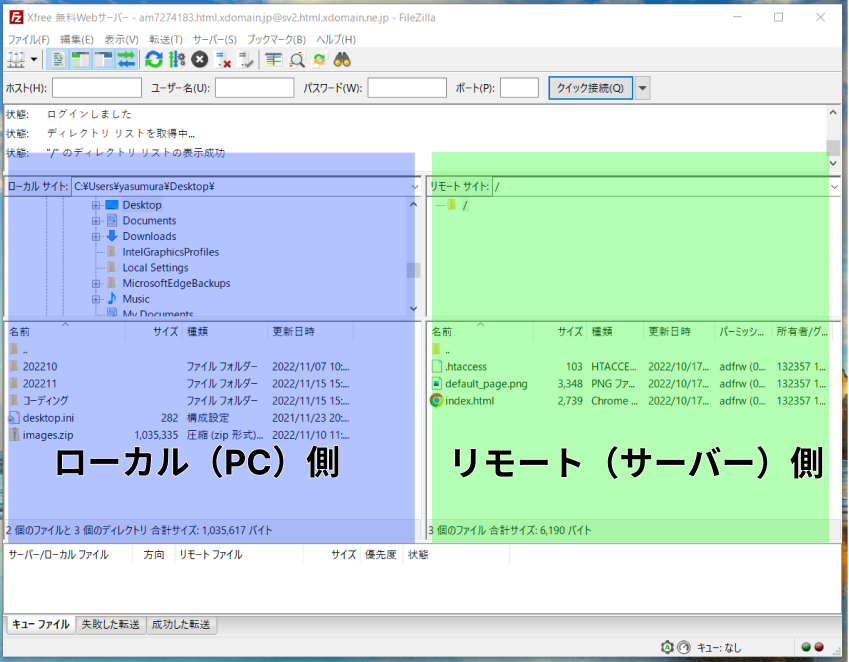 Xfree 無料Webサーバー - am7274183.html.xdomain.jp@sv2.html.xdomain.ne.jp - FileZilla
ファイル(F) 編集(E) 表示(V) 転送(T) サーバー(S) ブックマーク(B) ヘルプ(H)
ホスト(H): ユーザー名(U): パスワード(W): ポート(P): クイック接続(Q)
状態: ログインしました
状態: ディレクトリ リストを取得中...
状態: "/" のディレクトリ リストの表示成功
ローカル サイト: C:¥Users¥yasumura¥Desktop¥
Desktop
Documents
Downloads
IntelGraphicsProfiles
Local Settings
MicrosoftEdgeBackups
Music
My Documents
名前 サイズ 種類 更新日時
..
202210 ファイル フォルダー 2022/11/07 10:...
202211 ファイル フォルダー 2022/11/15 15:...
コーディング ファイル フォルダー 2022/11/15 15:...
desktop.ini 282 構成設定 2021/11/23 20:...
images.zip 1,035,335 圧縮 (zip 形式)... 2022/11/10 11:...
ローカル（PC）側
2 個のファイルと 3 個のディレクトリ 合計サイズ: 1,035,617 バイト
リモート サイト: /
/
名前 サイズ 種類 更新日時 パーミッシ... 所有者/グ...
..
.htaccess 103 HTACCE... 2022/10/17... adfrw (0... 132357 1...
default_page.png 3,348 PNG ファ... 2022/10/17... adfrw (0... 132357 1...
index.html 2,739 Chrome ... 2022/10/17... adfrw (0... 132357 1...
リモート（サーバー）側
3 個のファイル 合計サイズ: 6,190 バイト
サーバー/ローカル ファイル 方向 リモート ファイル サイズ 優先度 状態
キュー ファイル 失敗した転送 成功した転送
キュー: なし